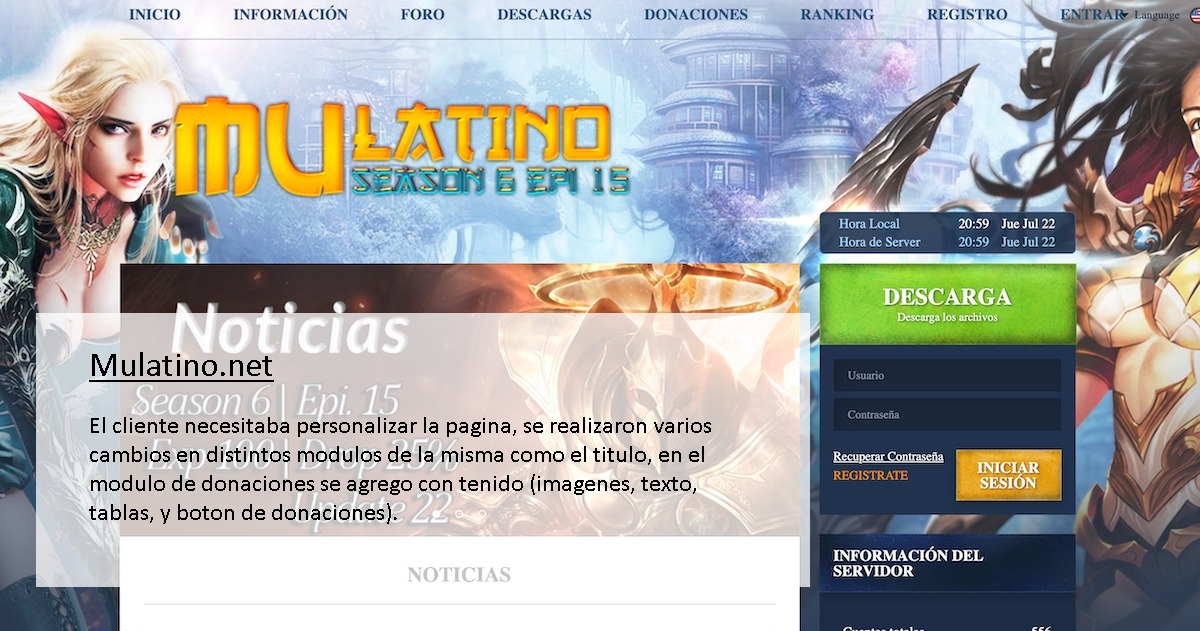 INICIO INFORMACIÓN FORO DESCARGAS DONACIONES RANKING REGISTRO ENTRAR Language
MU LATINO
SEASON 6 EPI 15
Hora Local 20:59 Jue Jul 22
Hora de Server 20:59 Jue Jul 22
DESCARGA
Descarga los archivos
Noticias
Season 6 | Epi. 15
Exp 100 | Drop 25%
Update 22
Mulatino.net
El cliente necesitaba personalizar la pagina, se realizaron varios
cambios en distintos modulos de la misma como el titulo, en el
modulo de donaciones se agrego con tenido (imagenes, texto,
tablas, y boton de donaciones).
Usuario
Contraseña
Recuperar Contraseña
REGISTRATE
INICIAR
SESIÓN
NOTICIAS
INFORMACIÓN DEL
SERVIDOR
Cuentas totales 556